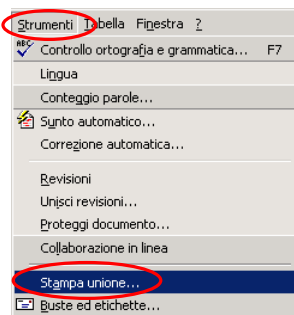 Strumenti Tabella Finestra ?
ABC Controllo ortografia e grammatica... F7
Lingua
Conteggio parole...
Sunto automatico...
Correzione automatica...
Revisioni
Unisci revisioni...
Proteggi documento...
Collaborazione in linea
Stampa unione...
Buste ed etichette...